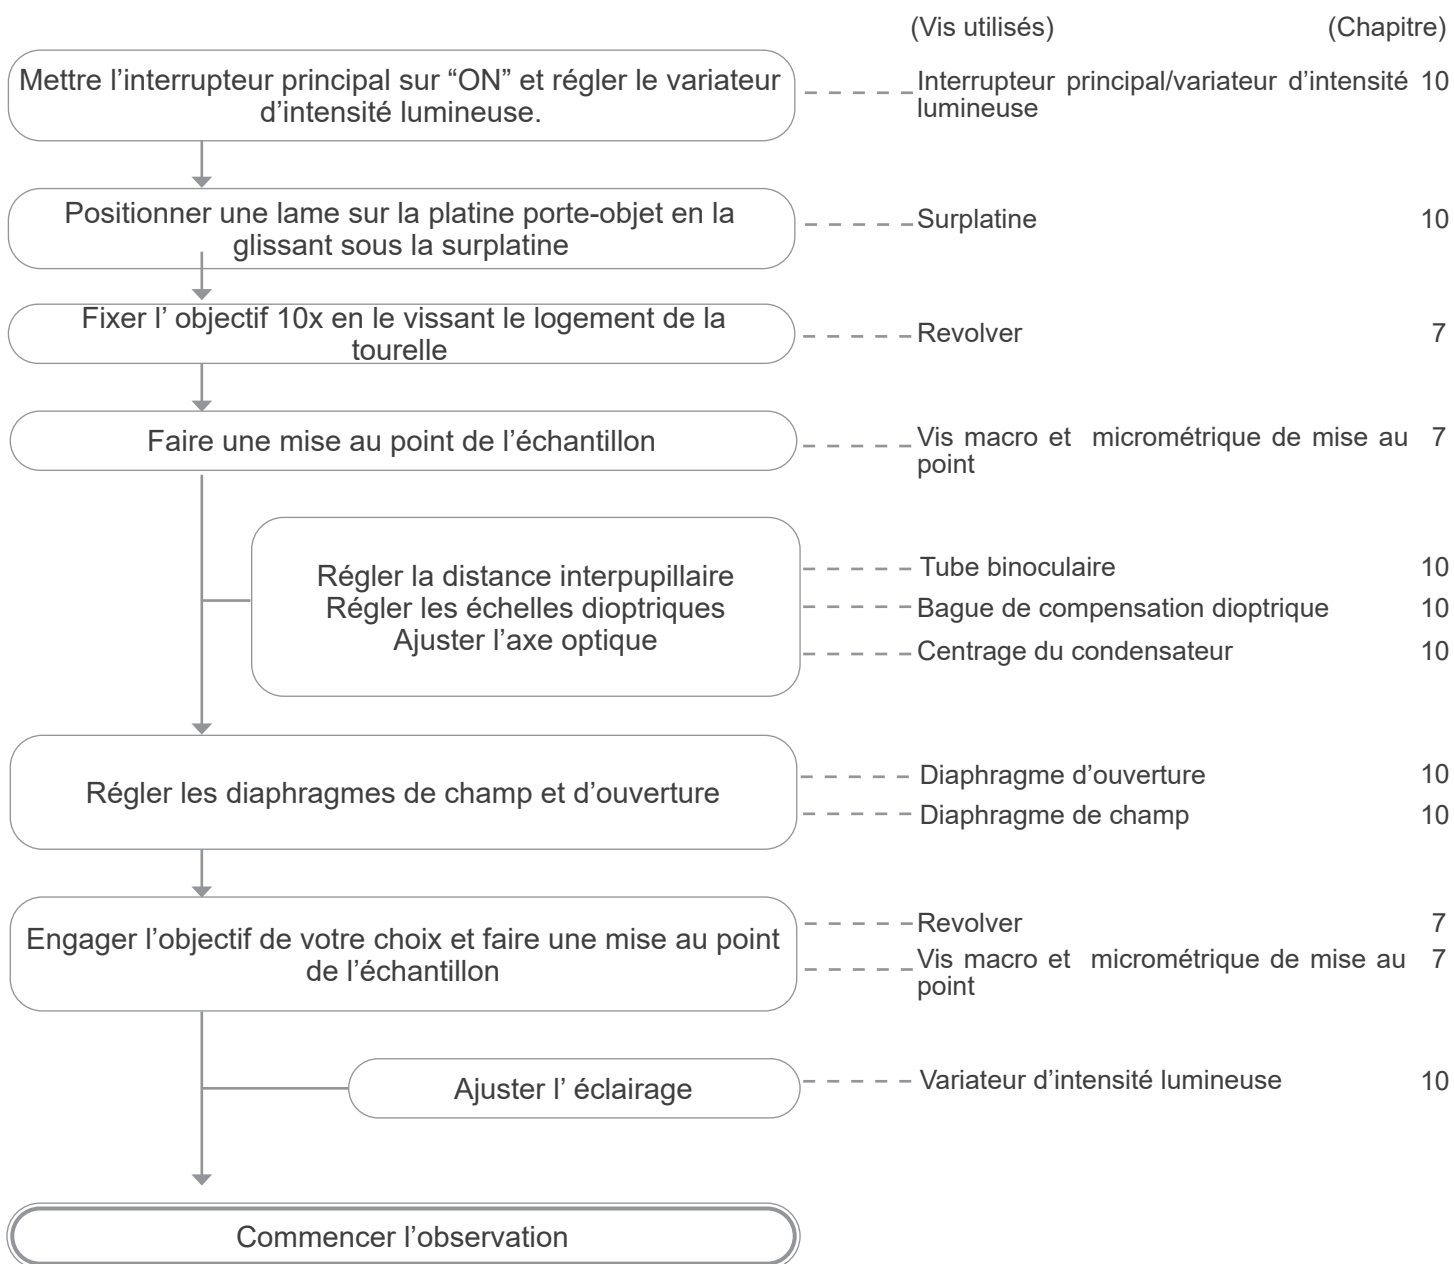 (Vis utilisés) (Chapitre)
Mettre l’interrupteur principal sur “ON” et régler le variateur
d’intensité lumineuse.
Interrupteur principal/variateur d’intensité 10
lumineuse
Positionner une lame sur la platine porte-objet en la
glissant sous la surplatine
Surplatine 10
Fixer l’ objectif 10x en le vissant le logement de la
tourelle
Revolver 7
Faire une mise au point de l’échantillon
Vis macro et micrométrique de mise au 7
point
Régler la distance interpupillaire
Régler les échelles dioptriques
Ajuster l’axe optique
Tube binoculaire 10
Bague de compensation dioptrique 10
Centrage du condensateur 10
Régler les diaphragmes de champ et d’ouverture
Diaphragme d’ouverture 10
Diaphragme de champ 10
Engager l’objectif de votre choix et faire une mise au point
de l’échantillon
Revolver 7
Vis macro et micrométrique de mise au 7
point
Ajuster l’ éclairage
Variateur d’intensité lumineuse 10
Commencer l’observation